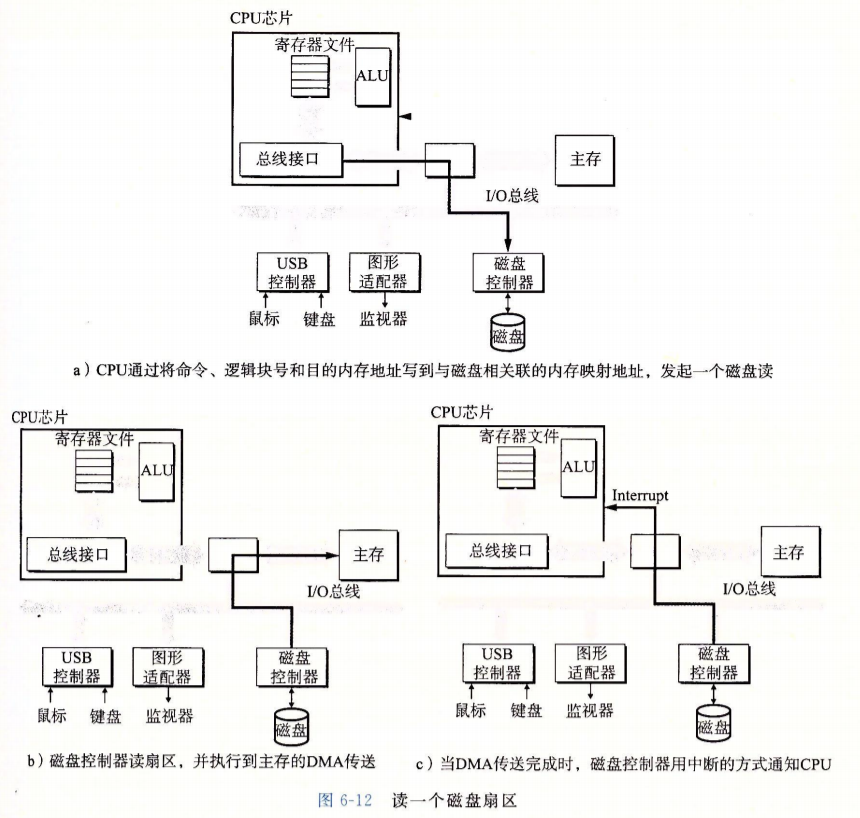 CPU芯片
寄存器文件
ALU
总线接口
主存
I/O总线
USB
控制器
图形
适配器
磁盘
控制器
鼠标
键盘
监视器
磁盘
a）CPU通过将命令、逻辑块号和目的内存地址写到与磁盘相关联的内存映射地址，发起一个磁盘读
CPU芯片
寄存器文件
ALU
总线接口
主存
I/O总线
USB
控制器
图形
适配器
磁盘
控制器
鼠标
键盘
监视器
磁盘
b）磁盘控制器读扇区，并执行到主存的DMA传送
CPU芯片
寄存器文件
ALU
Interrupt
总线接口
主存
I/O总线
USB
控制器
图形
适配器
磁盘
控制器
鼠标
键盘
监视器
磁盘
c）当DMA传送完成时，磁盘控制器用中断的方式通知CPU
图 6-12 读一个磁盘扇区